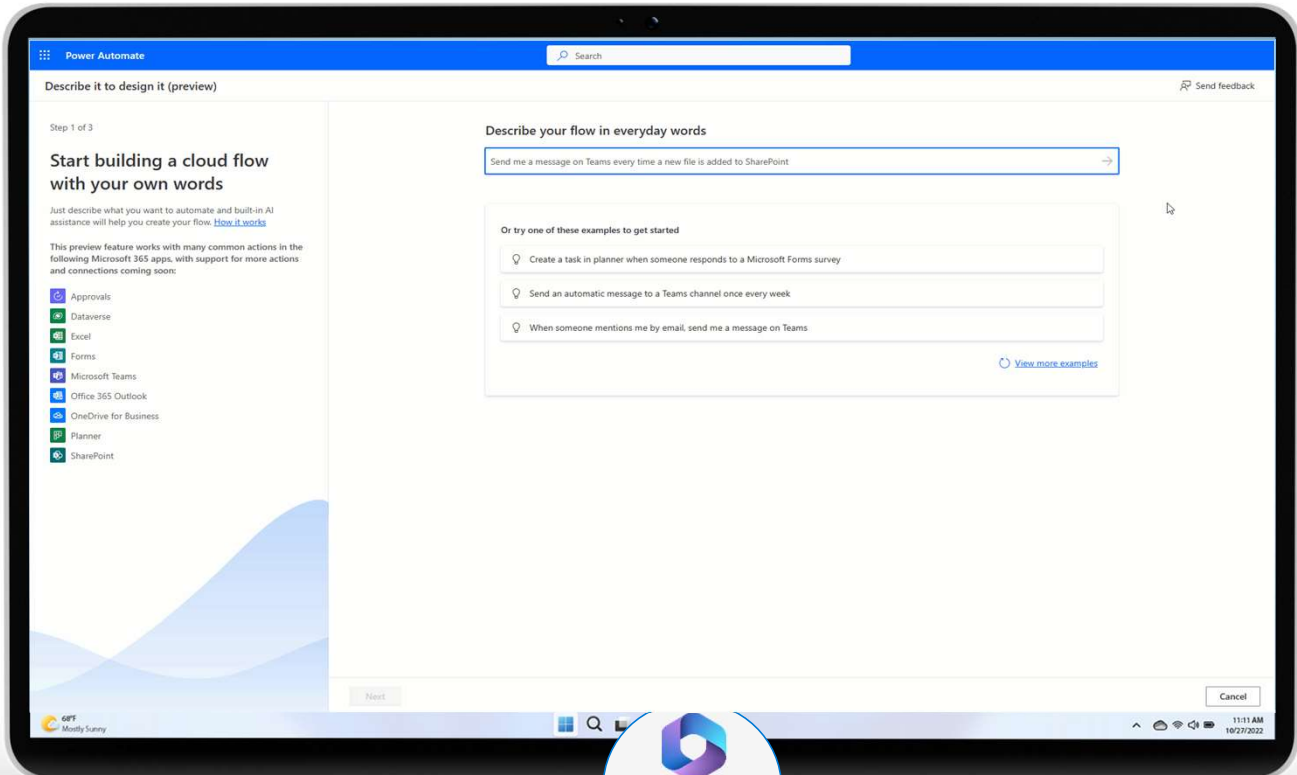 Power Automate
Search
Describe it to design it (preview)
Send feedback
Step 1 of 3
Start building a cloud flow
with your own words
Just describe what you want to automate and built-in AI
assistance will help you create your flow. How it works
This preview feature works with many common actions in the
following Microsoft 365 apps, with support for more actions
and connections coming soon:
Approvals
Dataverse
Excel
Forms
Microsoft Teams
Office 365 Outlook
OneDrive for Business
Planner
SharePoint
Describe your flow in everyday words
Send me a message on Teams every time a new file is added to SharePoint
Or try one of these examples to get started
Create a task in planner when someone responds to a Microsoft Forms survey
Send an automatic message to a Teams channel once every week
When someone mentions me by email, send me a message on Teams
View more examples
Next
Cancel
68°F
Mostly Sunny
11:11 AM
10/27/2022